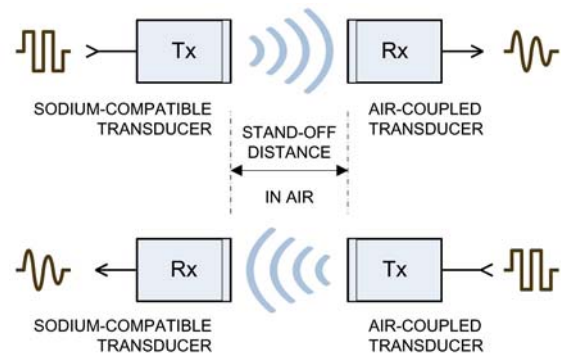 Tx
Rx
SODIUM-COMPATIBLE
TRANSDUCER
AIR-COUPLED
TRANSDUCER
STAND-OFF
DISTANCE
IN AIR
Rx
Tx
SODIUM-COMPATIBLE
TRANSDUCER
AIR-COUPLED
TRANSDUCER